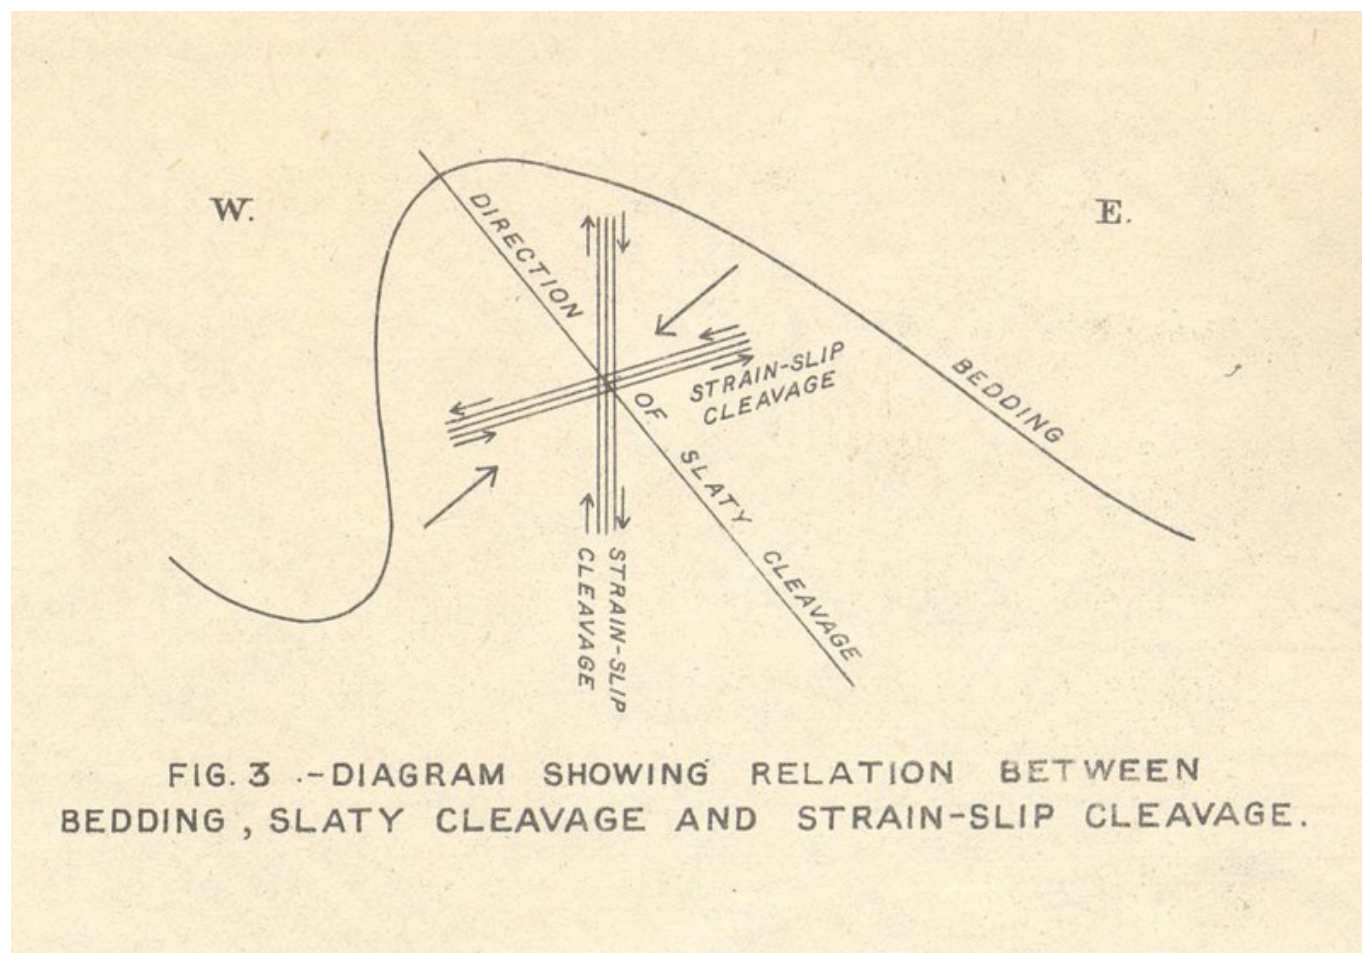 W.
E.
DIRECTION OF SLATY CLEAVAGE
STRAIN-SLIP
CLEAVAGE
BEDDING
STRAIN-SLIP
CLEAVAGE
FIG. 3 .-DIAGRAM SHOWING RELATION BETWEEN
BEDDING, SLATY CLEAVAGE AND STRAIN-SLIP CLEAVAGE.